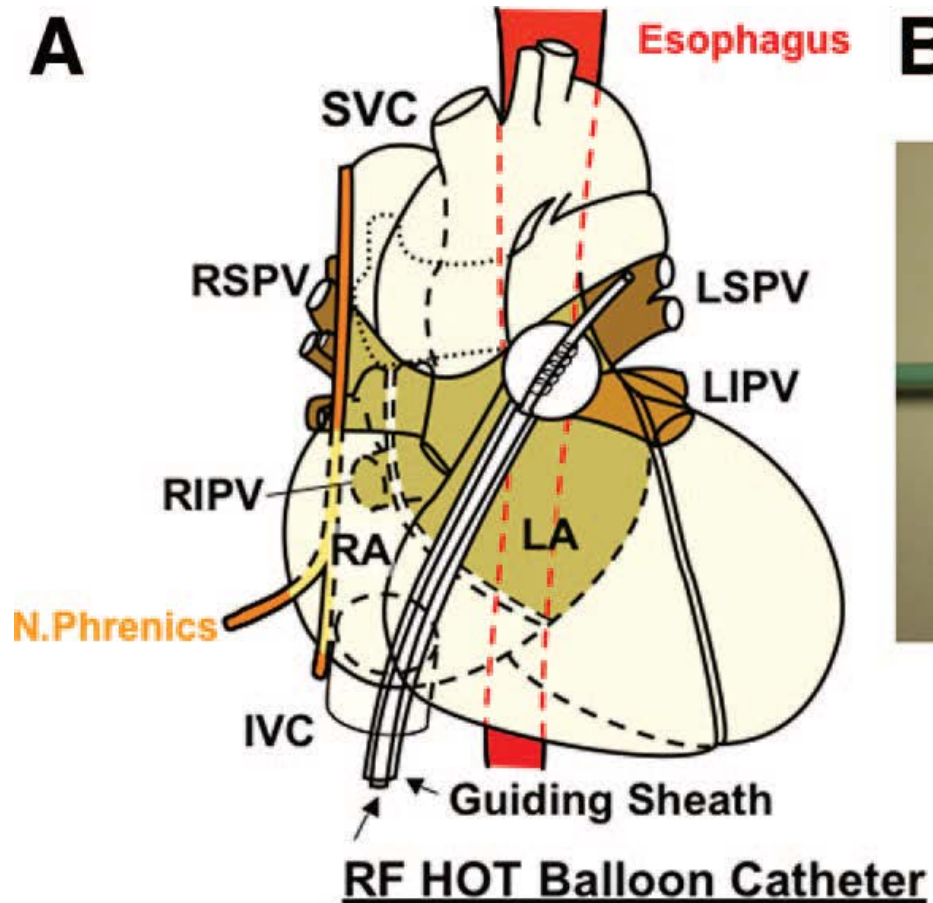 A
Esophagus
B
SVC
RSPV
LSPV
LIPV
RIPV
RA
LA
N.Phrenics
IVC
Guiding Sheath
RF HOT Balloon Catheter